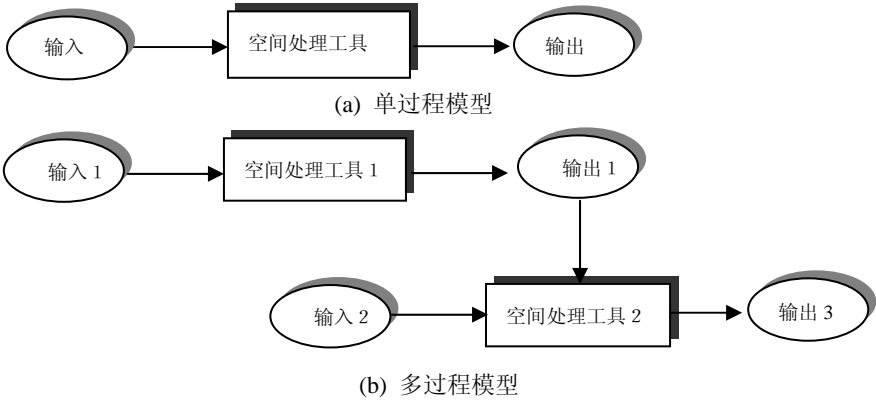 输入
空间处理工具
输出
(a) 单过程模型
输入 1
空间处理工具 1
输出 1
输入 2
空间处理工具 2
输出 3
(b) 多过程模型